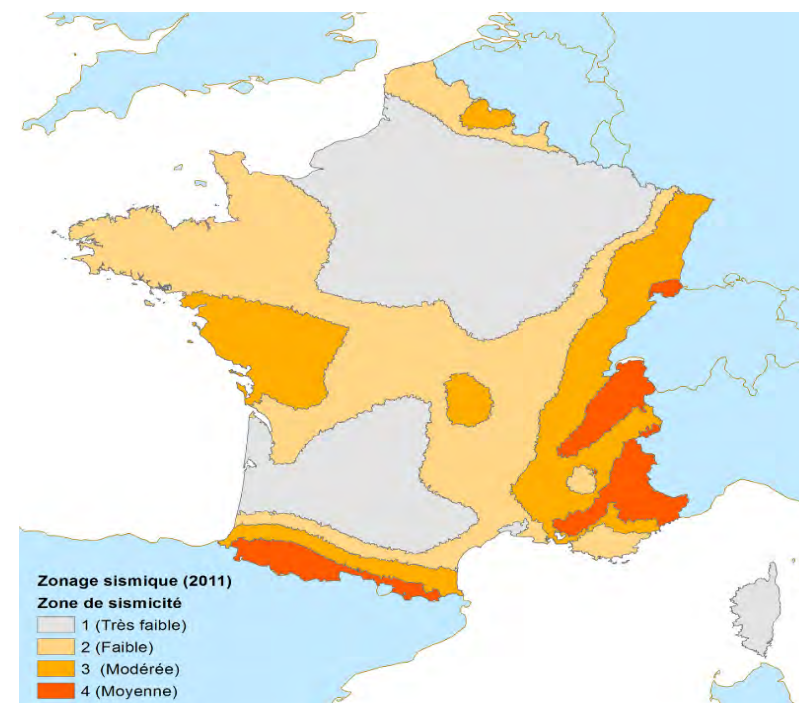 Zonage sismique (2011)
Zone de sismicité
1 (Très faible)
2 (Faible)
3 (Modérée)
4 (Moyenne)